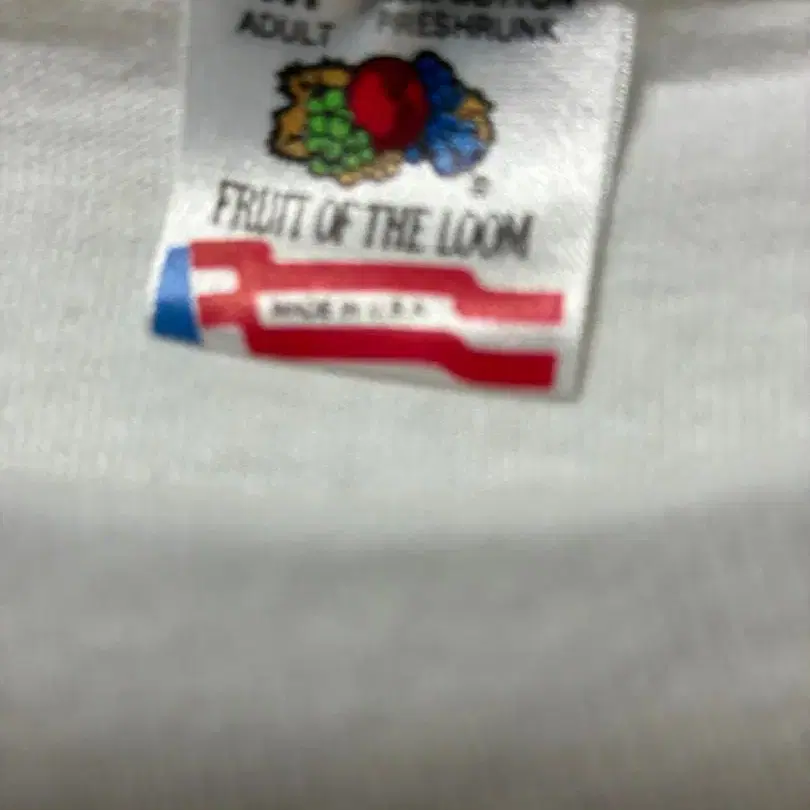 ADULT PRESHRUNK
®
FRUIT OF THE LOOM
MADE IN U.S.A.